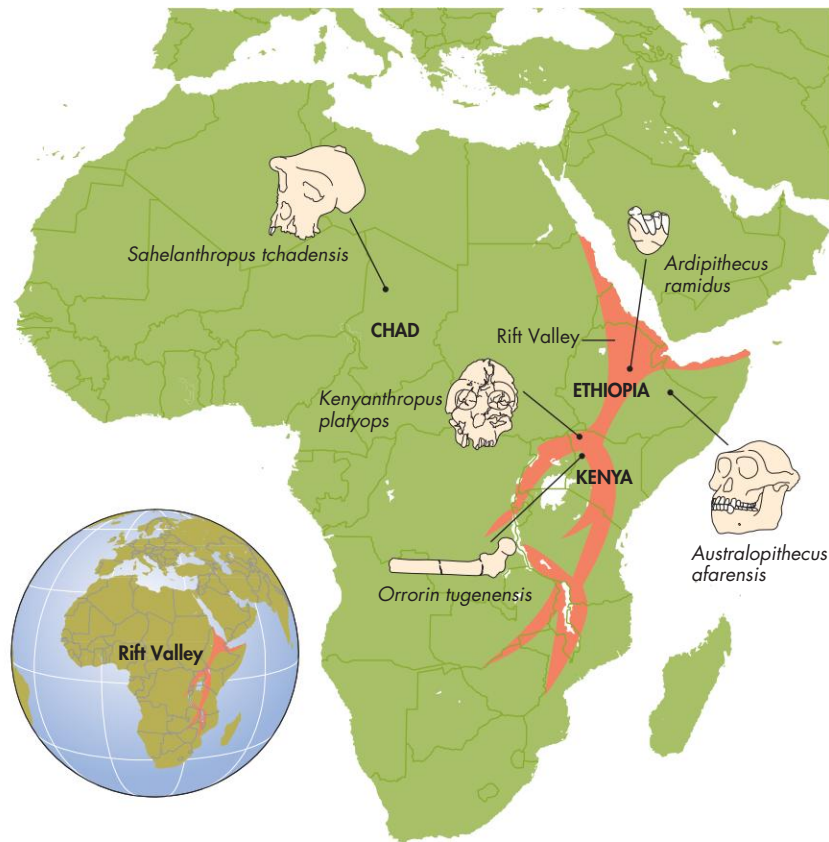 Sahelanthropus tchadensis
CHAD
Ardipithecus
ramidus
Rift Valley
ETHIOPIA
Kenyanthropus
platyops
KENYA
Australopithecus
afarensis
Orrorin tugenensis
Rift Valley